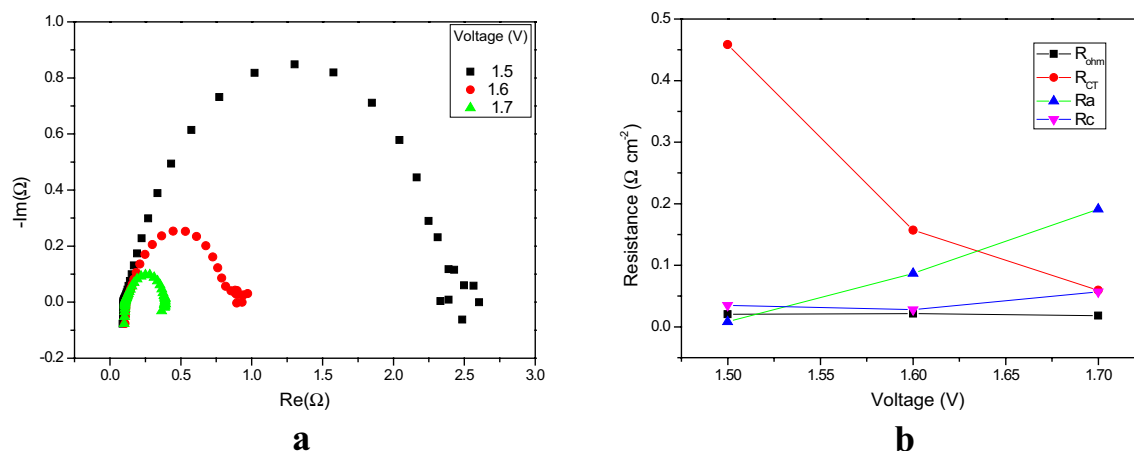 1.0
0.8
0.6
0.4
0.2
0.0
-0.2
-Im(Ω)
0.0 0.5 1.0 1.5 2.0 2.5 3.0
Re(Ω)
Voltage (V)
1.5
1.6
1.7
a
0.5
0.4
0.3
0.2
0.1
0.0
Resistance (Ω cm-2)
1.50 1.55 1.60 1.65 1.70
Voltage (V)
Rohm
RCT
Ra
Rc
b